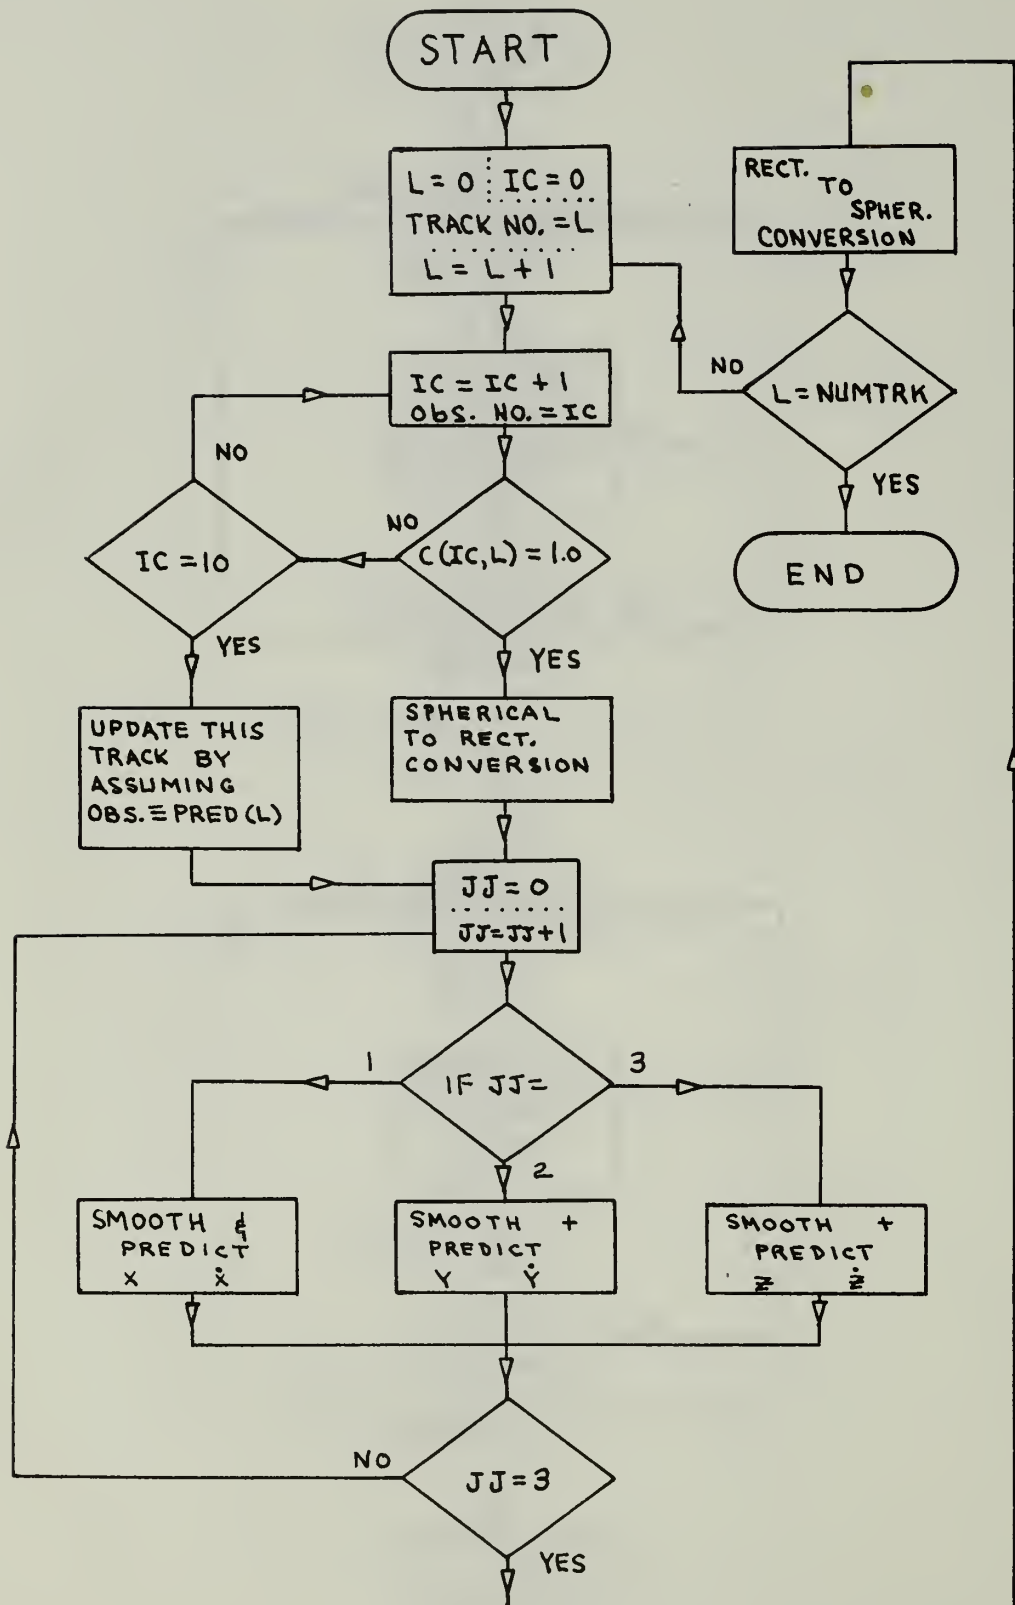 START
L = 0 IC = 0
TRACK NO. = L
L = L + 1
RECT.
TO
SPHER.
CONVERSION
NO
L = NUMTRK
YES
END
IC = IC + 1
Obs. NO. = IC
NO
IC = 10
NO
C(IC,L) = 1.0
YES
YES
UPDATE THIS
TRACK BY
ASSUMING
OBS. ≡ PRED (L)
SPHERICAL
TO RECT.
CONVERSION
JJ = 0
JJ = JJ + 1
1
IF JJ =
3
2
SMOOTH &
PREDICT
X Ẋ
SMOOTH +
PREDICT
Y Ẏ
SMOOTH +
PREDICT
Z Ż
NO
JJ = 3
YES